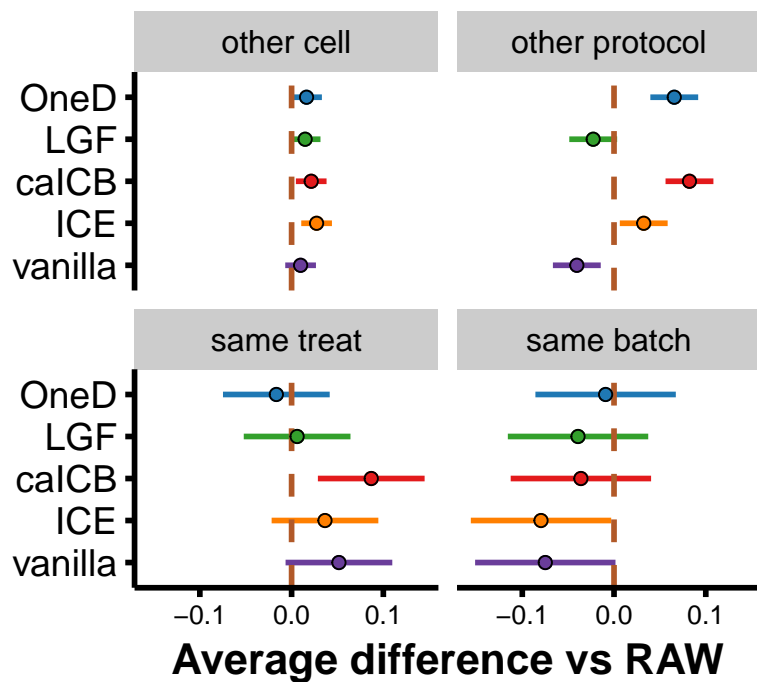 other cell
other protocol
OneD
LGF
caICB
ICE
vanilla
same treat
same batch
OneD
LGF
caICB
ICE
vanilla
−0.1
0.0
0.1
−0.1
0.0
0.1
Average difference vs RAW